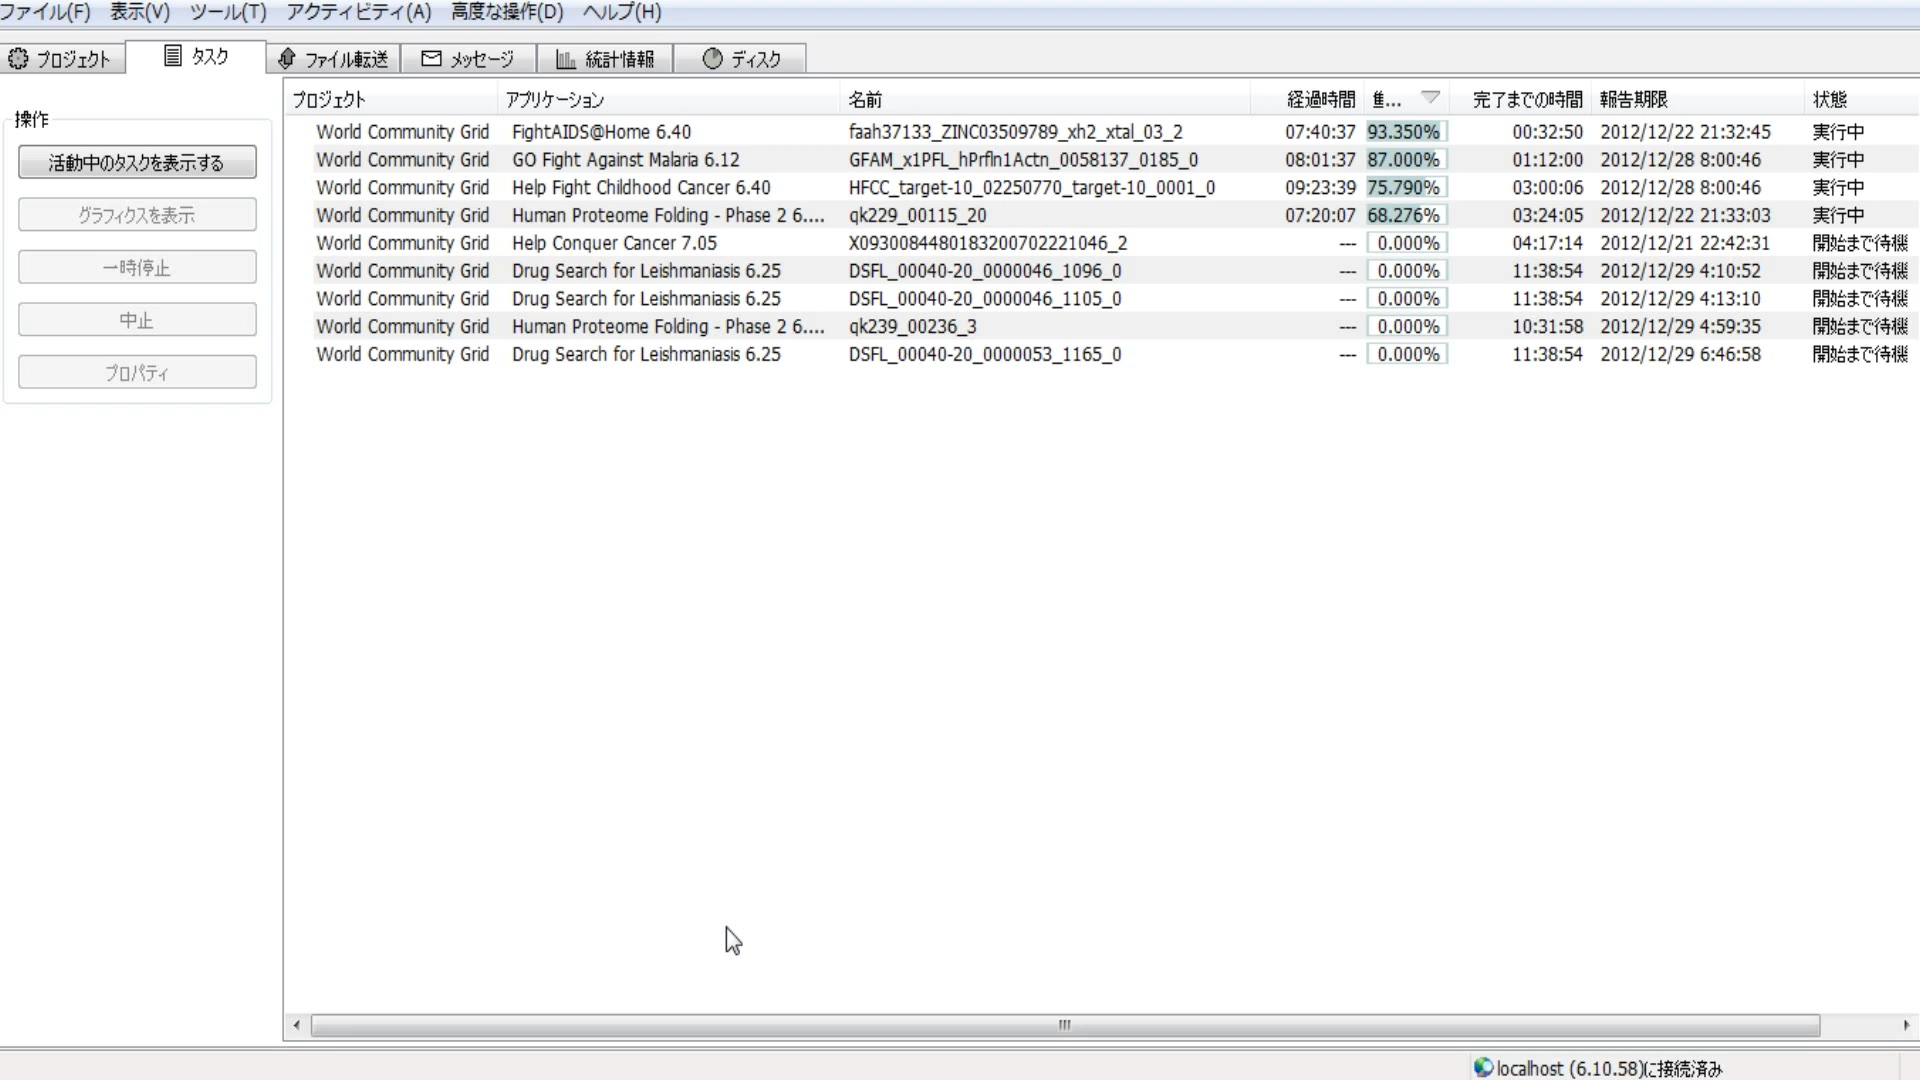 ファイル(F) 表示(V) ツール(T) アクティビティ(A) 高度な操作(D) ヘルプ(H)
プロジェクト タスク ファイル転送 メッセージ 統計情報 ディスク
操作
活動中のタスクを表示する
グラフィクスを表示
一時停止
中止
プロパティ
プロジェクト アプリケーション 名前 経過時間 進... 完了までの時間 報告期限 状態
World Community Grid FightAIDS@Home 6.40 faah37133_ZINC03509789_xh2_xtal_03_2 07:40:37 93.350% 00:32:50 2012/12/22 21:32:45 実行中
World Community Grid GO Fight Against Malaria 6.12 GFAM_x1PFL_hPrfln1Actn_0058137_0185_0 08:01:37 87.000% 01:12:00 2012/12/28 8:00:46 実行中
World Community Grid Help Fight Childhood Cancer 6.40 HFCC_target-10_02250770_target-10_0001_0 09:23:39 75.790% 03:00:06 2012/12/28 8:00:46 実行中
World Community Grid Human Proteome Folding - Phase 2 6.... qk229_00115_20 07:20:07 68.276% 03:24:05 2012/12/22 21:33:03 実行中
World Community Grid Help Conquer Cancer 7.05 X0930084480183200702221046_2 --- 0.000% 04:17:14 2012/12/21 22:42:31 開始まで待機
World Community Grid Drug Search for Leishmaniasis 6.25 DSFL_00040-20_0000046_1096_0 --- 0.000% 11:38:54 2012/12/29 4:10:52 開始まで待機
World Community Grid Drug Search for Leishmaniasis 6.25 DSFL_00040-20_0000046_1105_0 --- 0.000% 11:38:54 2012/12/29 4:13:10 開始まで待機
World Community Grid Human Proteome Folding - Phase 2 6.... qk239_00236_3 --- 0.000% 10:31:58 2012/12/29 4:59:35 開始まで待機
World Community Grid Drug Search for Leishmaniasis 6.25 DSFL_00040-20_0000053_1165_0 --- 0.000% 11:38:54 2012/12/29 6:46:58 開始まで待機
localhost (6.10.58)に接続済み